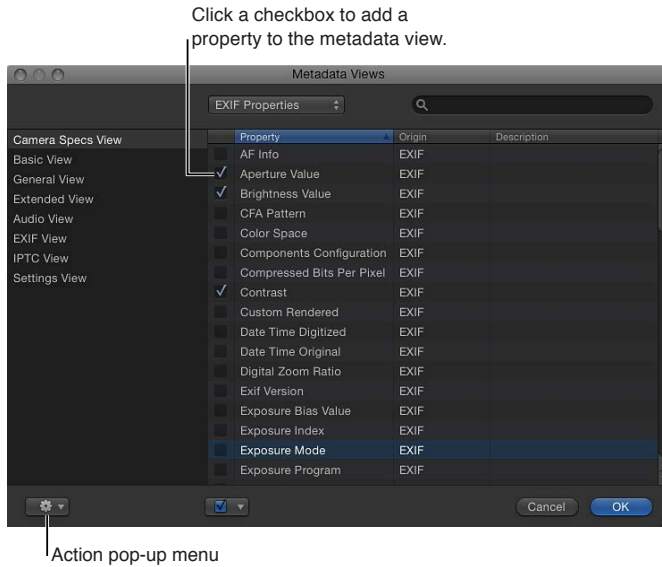 Click a checkbox to add a
property to the metadata view.
Metadata Views
EXIF Properties
Property Origin Description
Camera Specs View
Basic View
General View
Extended View
Audio View
EXIF View
IPTC View
Settings View
AF Info EXIF
Aperture Value EXIF
Brightness Value EXIF
CFA Pattern EXIF
Color Space EXIF
Components Configuration EXIF
Compressed Bits Per Pixel EXIF
Contrast EXIF
Custom Rendered EXIF
Date Time Digitized EXIF
Date Time Original EXIF
Digital Zoom Ratio EXIF
Exif Version EXIF
Exposure Bias Value EXIF
Exposure Index EXIF
Exposure Mode EXIF
Exposure Program EXIF
Cancel OK
Action pop-up menu